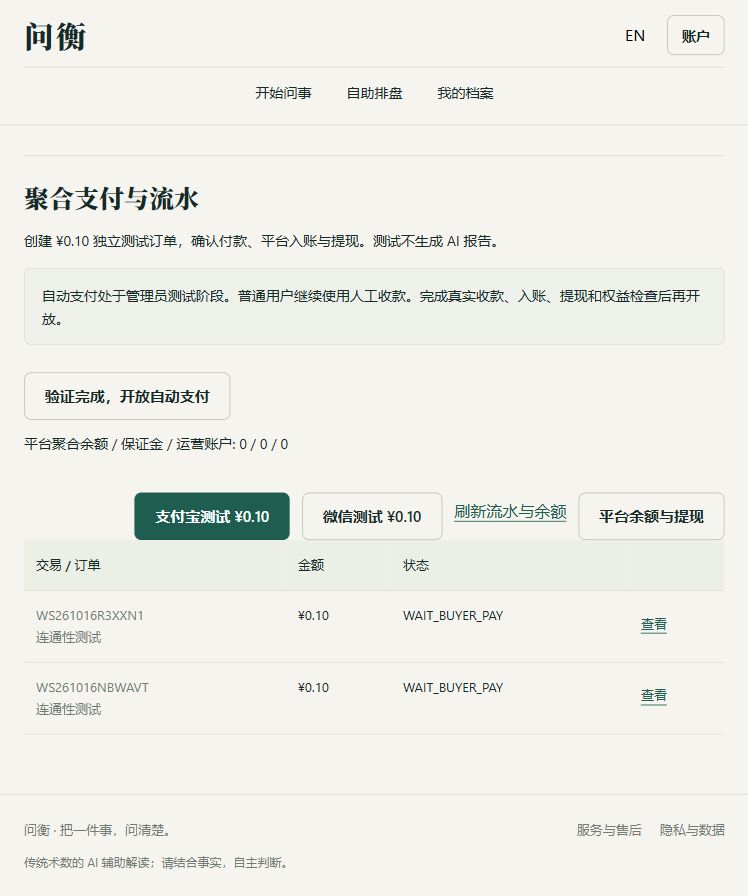 问衡
EN 账户
开始问事 自助排盘 我的档案
聚合支付与流水
创建 ¥0.10 独立测试订单，确认付款、平台入账与提现。测试不生成 AI 报告。
自动支付处于管理员测试阶段。普通用户继续使用人工收款。完成真实收款、入账、提现和权益检查后再开
放。
验证完成，开放自动支付
平台聚合余额 / 保证金 / 运营账户: 0 / 0 / 0
支付宝测试 ¥0.10 微信测试 ¥0.10 刷新流水与余额 平台余额与提现
交易 / 订单 金额 状态
WS261016R3XXN1 ¥0.10 WAIT_BUYER_PAY 查看
连通性测试
WS261016NBWAVT ¥0.10 WAIT_BUYER_PAY 查看
连通性测试
问衡 · 把一件事，问清楚。 服务与售后 隐私与数据
传统术数的 AI 辅助解读；请结合事实，自主判断。